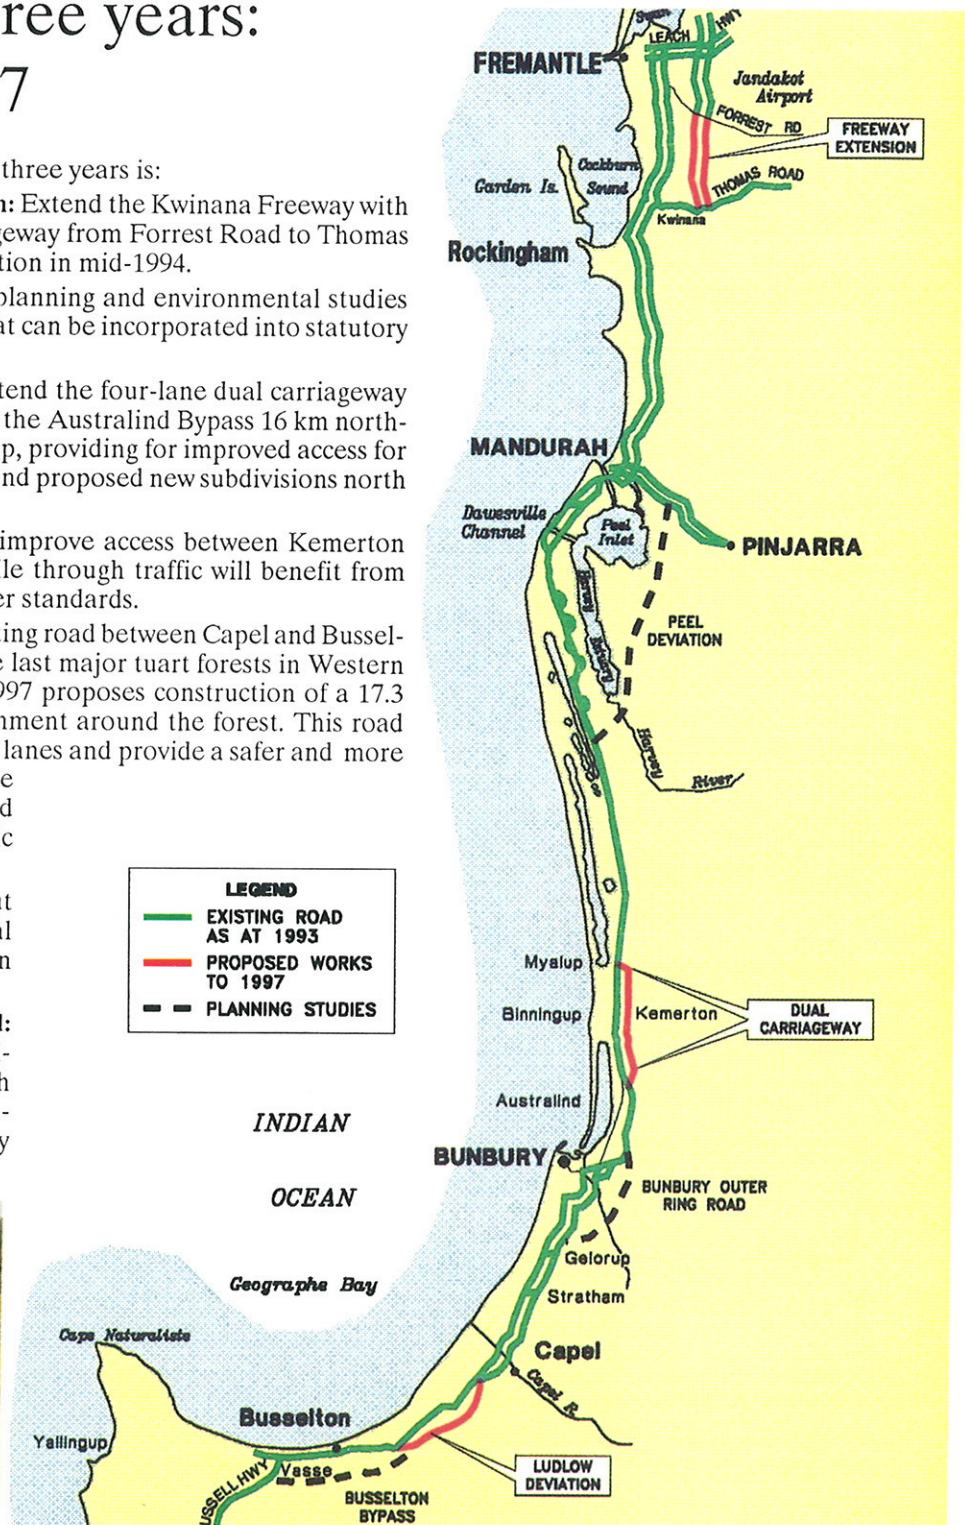 ree years:
7
three years is:
n: Extend the Kwinana Freeway with
geway from Forrest Road to Thomas
tion in mid-1994.
planning and environmental studies
at can be incorporated into statutory
tend the four-lane dual carriageway
the Australind Bypass 16 km north-
p, providing for improved access for
nd proposed new subdivisions north
improve access between Kemerton
le through traffic will benefit from
er standards.
ting road between Capel and Bussel-
e last major tuart forests in Western
997 proposes construction of a 17.3
nment around the forest. This road
lanes and provide a safer and more
e
d
c
at
al
n
d:
-
h
-
y
LEGEND
EXISTING ROAD
AS AT 1993
PROPOSED WORKS
TO 1997
PLANNING STUDIES
INDIAN
OCEAN
Geographe Bay
Swan
LEACH
HWY
FREMANTLE
Jandakot
Airport
FORREST RD
FREEWAY
EXTENSION
Cockburn
Sound
Garden Is.
THOMAS ROAD
Kwinana
Rockingham
MANDURAH
Dawesville
Channel
Peel
Inlet
PINJARRA
Harvey
Estuary
PEEL
DEVIATION
Harvey
River
Myalup
Binningup
Kemerton
DUAL
CARRIAGEWAY
Australind
BUNBURY
BUNBURY OUTER
RING ROAD
Gelorup
Stratham
Capel
Capel R.
Cape Naturaliste
Busselton
Yallingup
Vasse
USSELL HWY
LUDLOW
DEVIATION
BUSSELTON
BYPASS